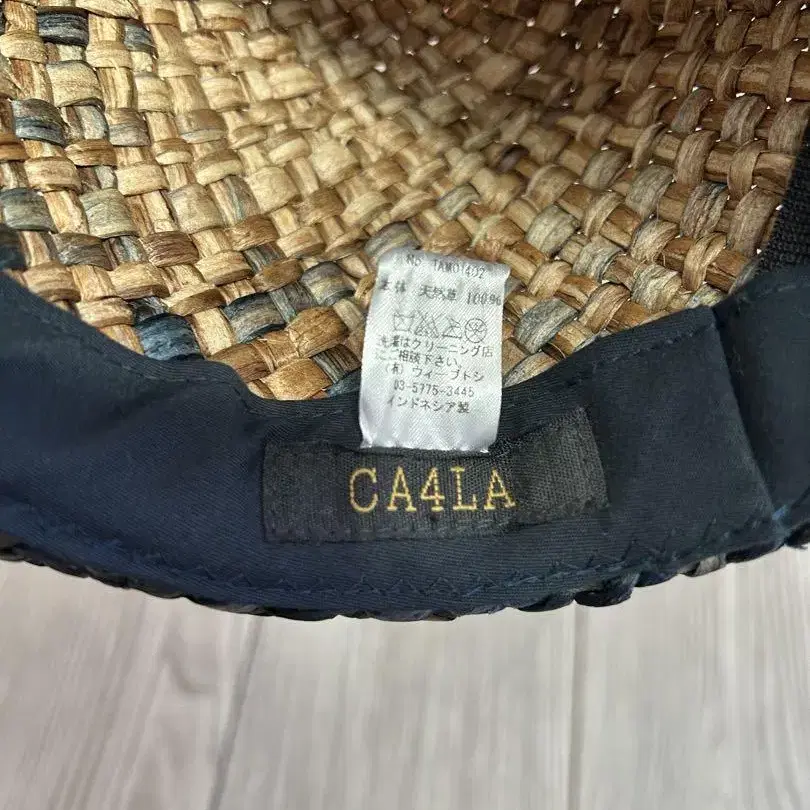 No. TAM01402
本体 天然草 100%
洗濯はクリーニング店
にご相談下さい。
(有) ウィーブトシ
03-5775-3445
インドネシア製
CA4LA